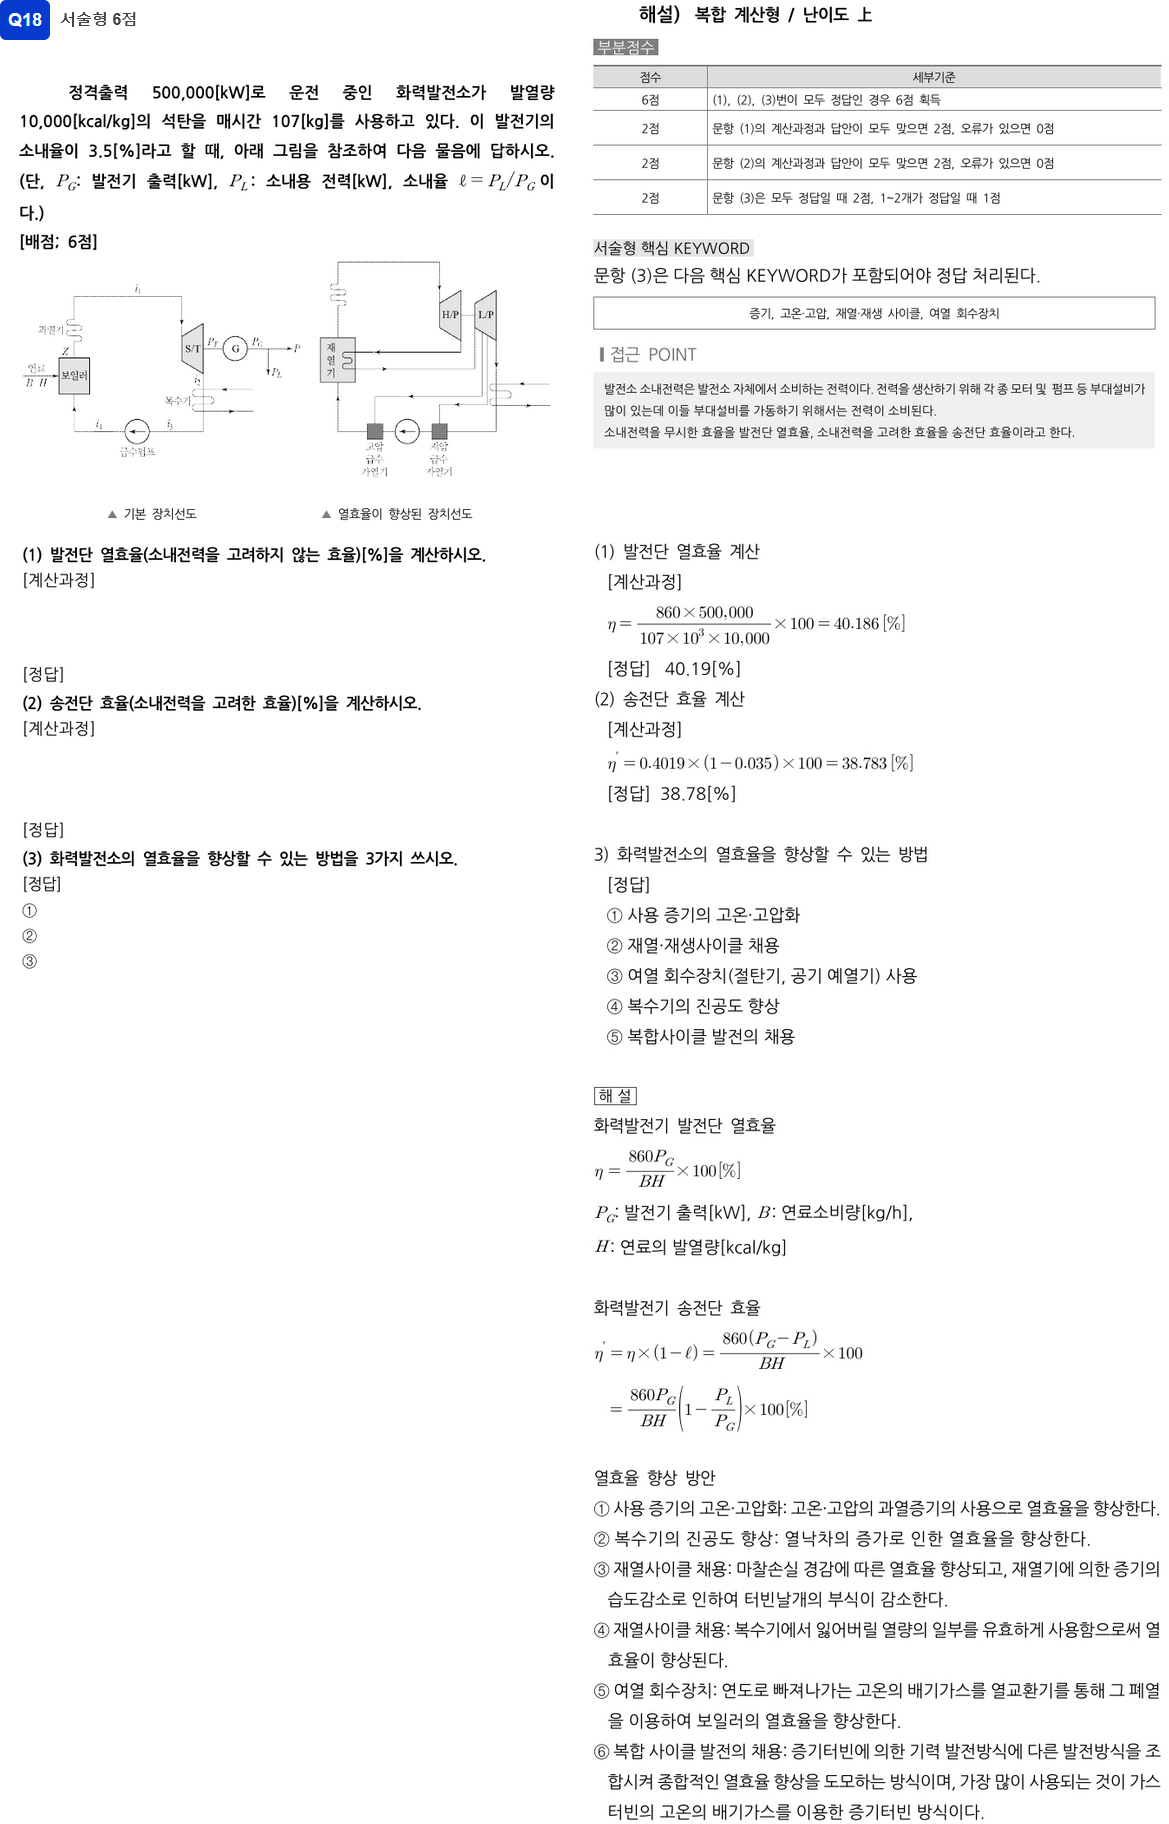 Q18 서술형 6점
정격출력 500,000[kW]로 운전 중인 화력발전소가 발열량
10,000[kcal/kg]의 석탄을 매시간 107[kg]를 사용하고 있다. 이 발전기의
소내율이 3.5[%]라고 할 때, 아래 그림을 참조하여 다음 물음에 답하시오.
(단, P_G: 발전기 출력[kW], P_L: 소내용 전력[kW], 소내율 ℓ = P_L/P_G 이
다.)
[배점; 6점]
i₁
과열기
Z
연료
B H
보일러
S/T
P_T
G
P_G
P
P_L
i₂
복수기
i₄
i₃
급수펌프
H/P
L/P
재
열
기
고압
급수
가열기
저압
급수
가열기
▲ 기본 장치선도
▲ 열효율이 향상된 장치선도
(1) 발전단 열효율(소내전력을 고려하지 않는 효율)[%]을 계산하시오.
[계산과정]
[정답]
(2) 송전단 효율(소내전력을 고려한 효율)[%]을 계산하시오.
[계산과정]
[정답]
(3) 화력발전소의 열효율을 향상할 수 있는 방법을 3가지 쓰시오.
[정답]
①
②
③
해설) 복합 계산형 / 난이도 上
부분점수
점수 세부기준
6점 (1), (2), (3)번이 모두 정답인 경우 6점 획득
2점 문항 (1)의 계산과정과 답안이 모두 맞으면 2점, 오류가 있으면 0점
2점 문항 (2)의 계산과정과 답안이 모두 맞으면 2점, 오류가 있으면 0점
2점 문항 (3)은 모두 정답일 때 2점, 1~2개가 정답일 때 1점
서술형 핵심 KEYWORD
문항 (3)은 다음 핵심 KEYWORD가 포함되어야 정답 처리된다.
증기, 고온·고압, 재열·재생 사이클, 여열 회수장치
접근 POINT
발전소 소내전력은 발전소 자체에서 소비하는 전력이다. 전력을 생산하기 위해 각 종 모터 및 펌프 등 부대설비가
많이 있는데 이들 부대설비를 가동하기 위해서는 전력이 소비된다.
소내전력을 무시한 효율을 발전단 열효율, 소내전력을 고려한 효율을 송전단 효율이라고 한다.
(1) 발전단 열효율 계산
[계산과정]
η = (860×500,000)/(107×10³×10,000) × 100 = 40.186 [%]
[정답] 40.19[%]
(2) 송전단 효율 계산
[계산과정]
η′ = 0.4019×(1−0.035)×100 = 38.783 [%]
[정답] 38.78[%]
3) 화력발전소의 열효율을 향상할 수 있는 방법
[정답]
① 사용 증기의 고온·고압화
② 재열·재생사이클 채용
③ 여열 회수장치(절탄기, 공기 예열기) 사용
④ 복수기의 진공도 향상
⑤ 복합사이클 발전의 채용
해 설
화력발전기 발전단 열효율
η = 860P_G/BH × 100[%]
P_G: 발전기 출력[kW], B: 연료소비량[kg/h],
H: 연료의 발열량[kcal/kg]
화력발전기 송전단 효율
η′ = η×(1−ℓ) = 860(P_G−P_L)/BH × 100
= 860P_G/BH (1 − P_L/P_G) × 100[%]
열효율 향상 방안
① 사용 증기의 고온·고압화: 고온·고압의 과열증기의 사용으로 열효율을 향상한다.
② 복수기의 진공도 향상: 열낙차의 증가로 인한 열효율을 향상한다.
③ 재열사이클 채용: 마찰손실 경감에 따른 열효율 향상되고, 재열기에 의한 증기의
습도감소로 인하여 터빈날개의 부식이 감소한다.
④ 재열사이클 채용: 복수기에서 잃어버릴 열량의 일부를 유효하게 사용함으로써 열
효율이 향상된다.
⑤ 여열 회수장치: 연도로 빠져나가는 고온의 배기가스를 열교환기를 통해 그 폐열
을 이용하여 보일러의 열효율을 향상한다.
⑥ 복합 사이클 발전의 채용: 증기터빈에 의한 기력 발전방식에 다른 발전방식을 조
합시켜 종합적인 열효율 향상을 도모하는 방식이며, 가장 많이 사용되는 것이 가스
터빈의 고온의 배기가스를 이용한 증기터빈 방식이다.